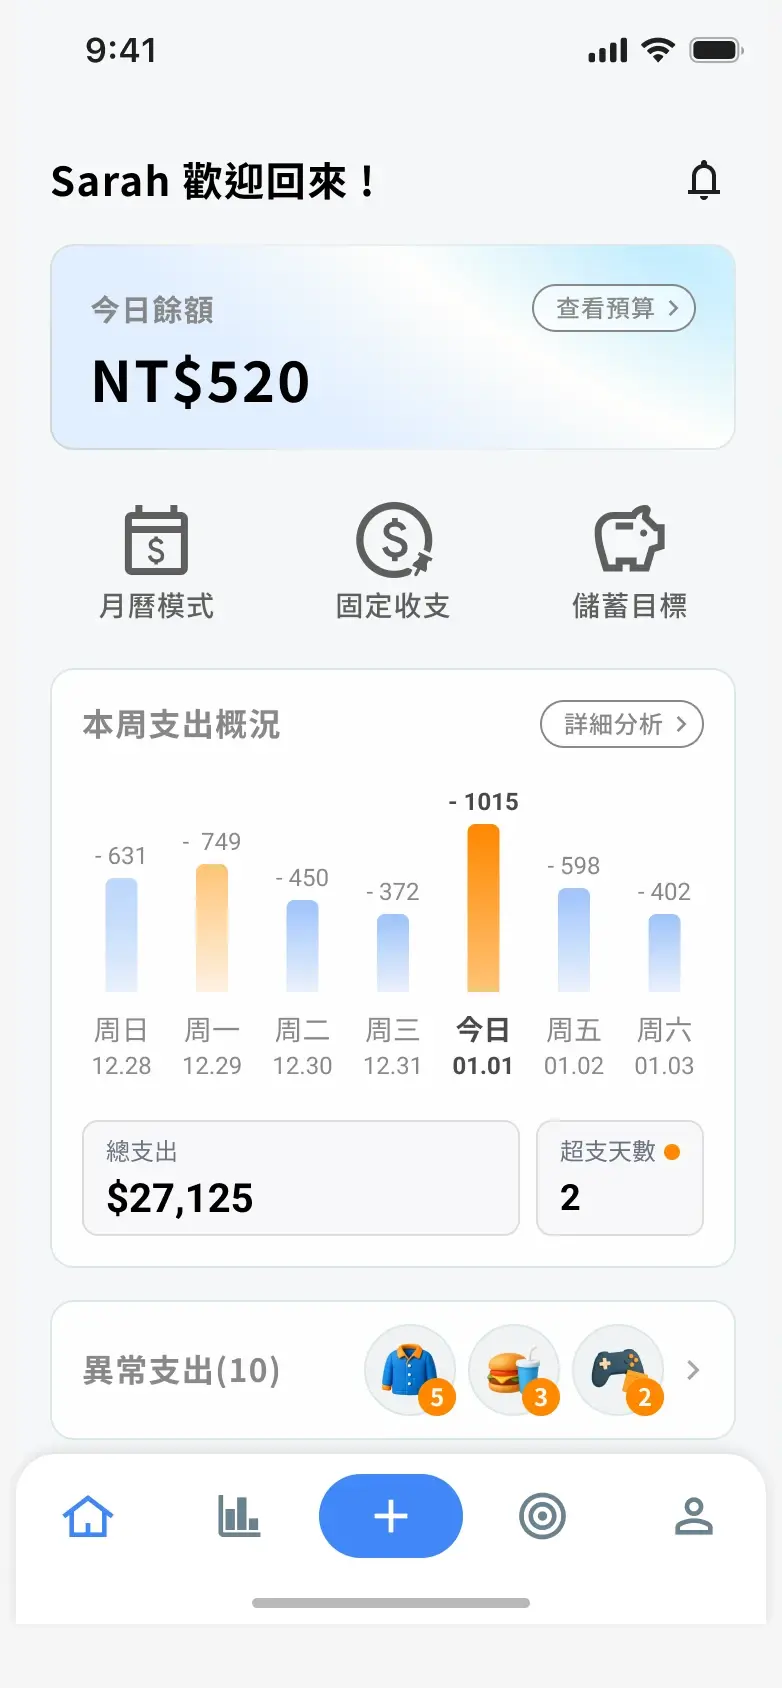 9:41
Sarah 歡迎回來！
今日餘額
查看預算
NT$520
月曆模式
固定收支
儲蓄目標
本周支出概況
詳細分析
- 631
- 749
- 450
- 372
- 1015
- 598
- 402
周日
周一
周二
周三
今日
周五
周六
12.28
12.29
12.30
12.31
01.01
01.02
01.03
總支出
$27,125
超支天數
2
異常支出(10)
5
3
2